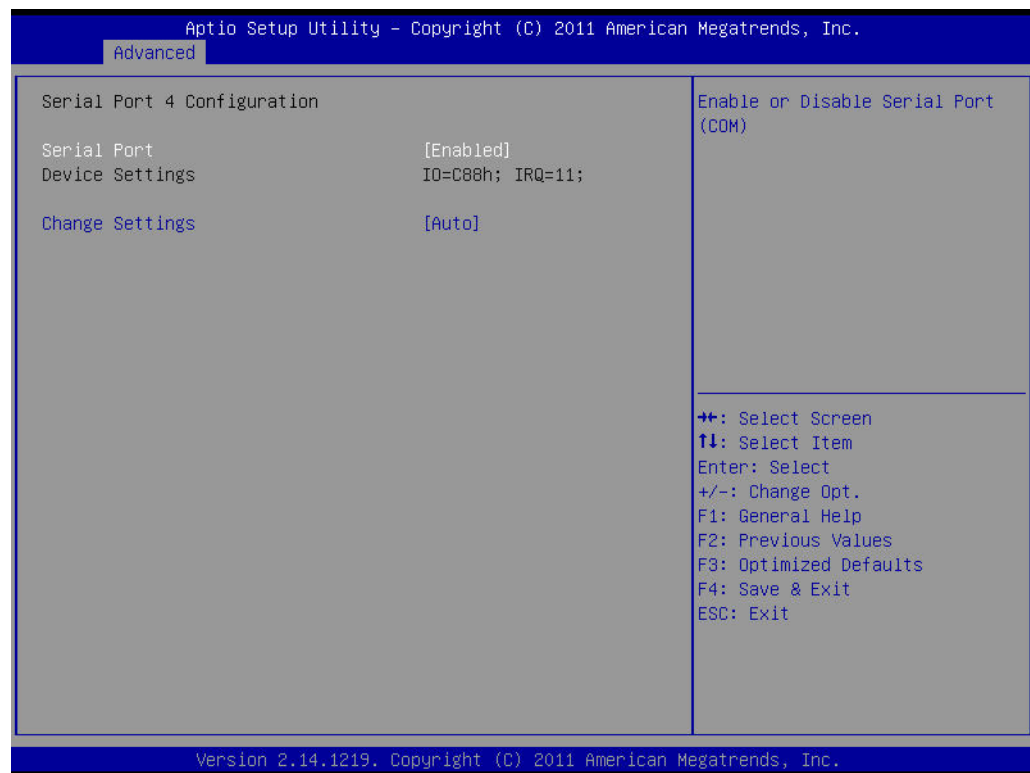 Aptio Setup Utility – Copyright (C) 2011 American Megatrends, Inc.
Advanced
Serial Port 4 Configuration
Serial Port [Enabled]
Device Settings IO=C88h; IRQ=11;
Change Settings [Auto]
Enable or Disable Serial Port
(COM)
→←: Select Screen
↑↓: Select Item
Enter: Select
+/-: Change Opt.
F1: General Help
F2: Previous Values
F3: Optimized Defaults
F4: Save & Exit
ESC: Exit
Version 2.14.1219. Copyright (C) 2011 American Megatrends, Inc.